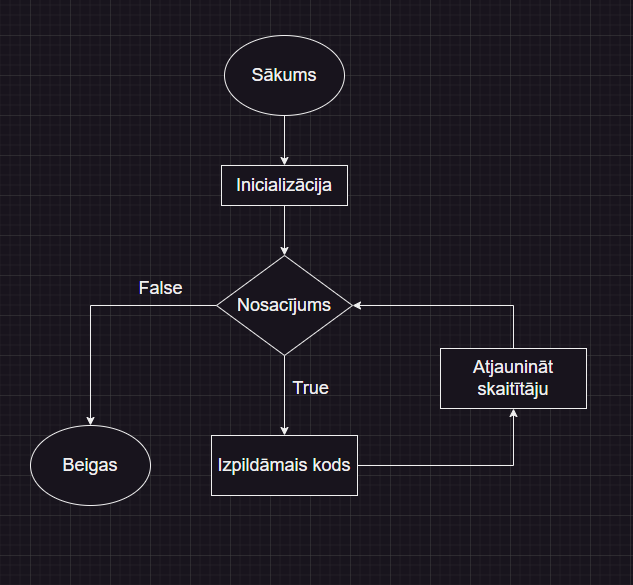 Sākums
Inicializācija
False
Nosacījums
True
Atjaunināt
skaitītāju
Beigas
Izpildāmais kods